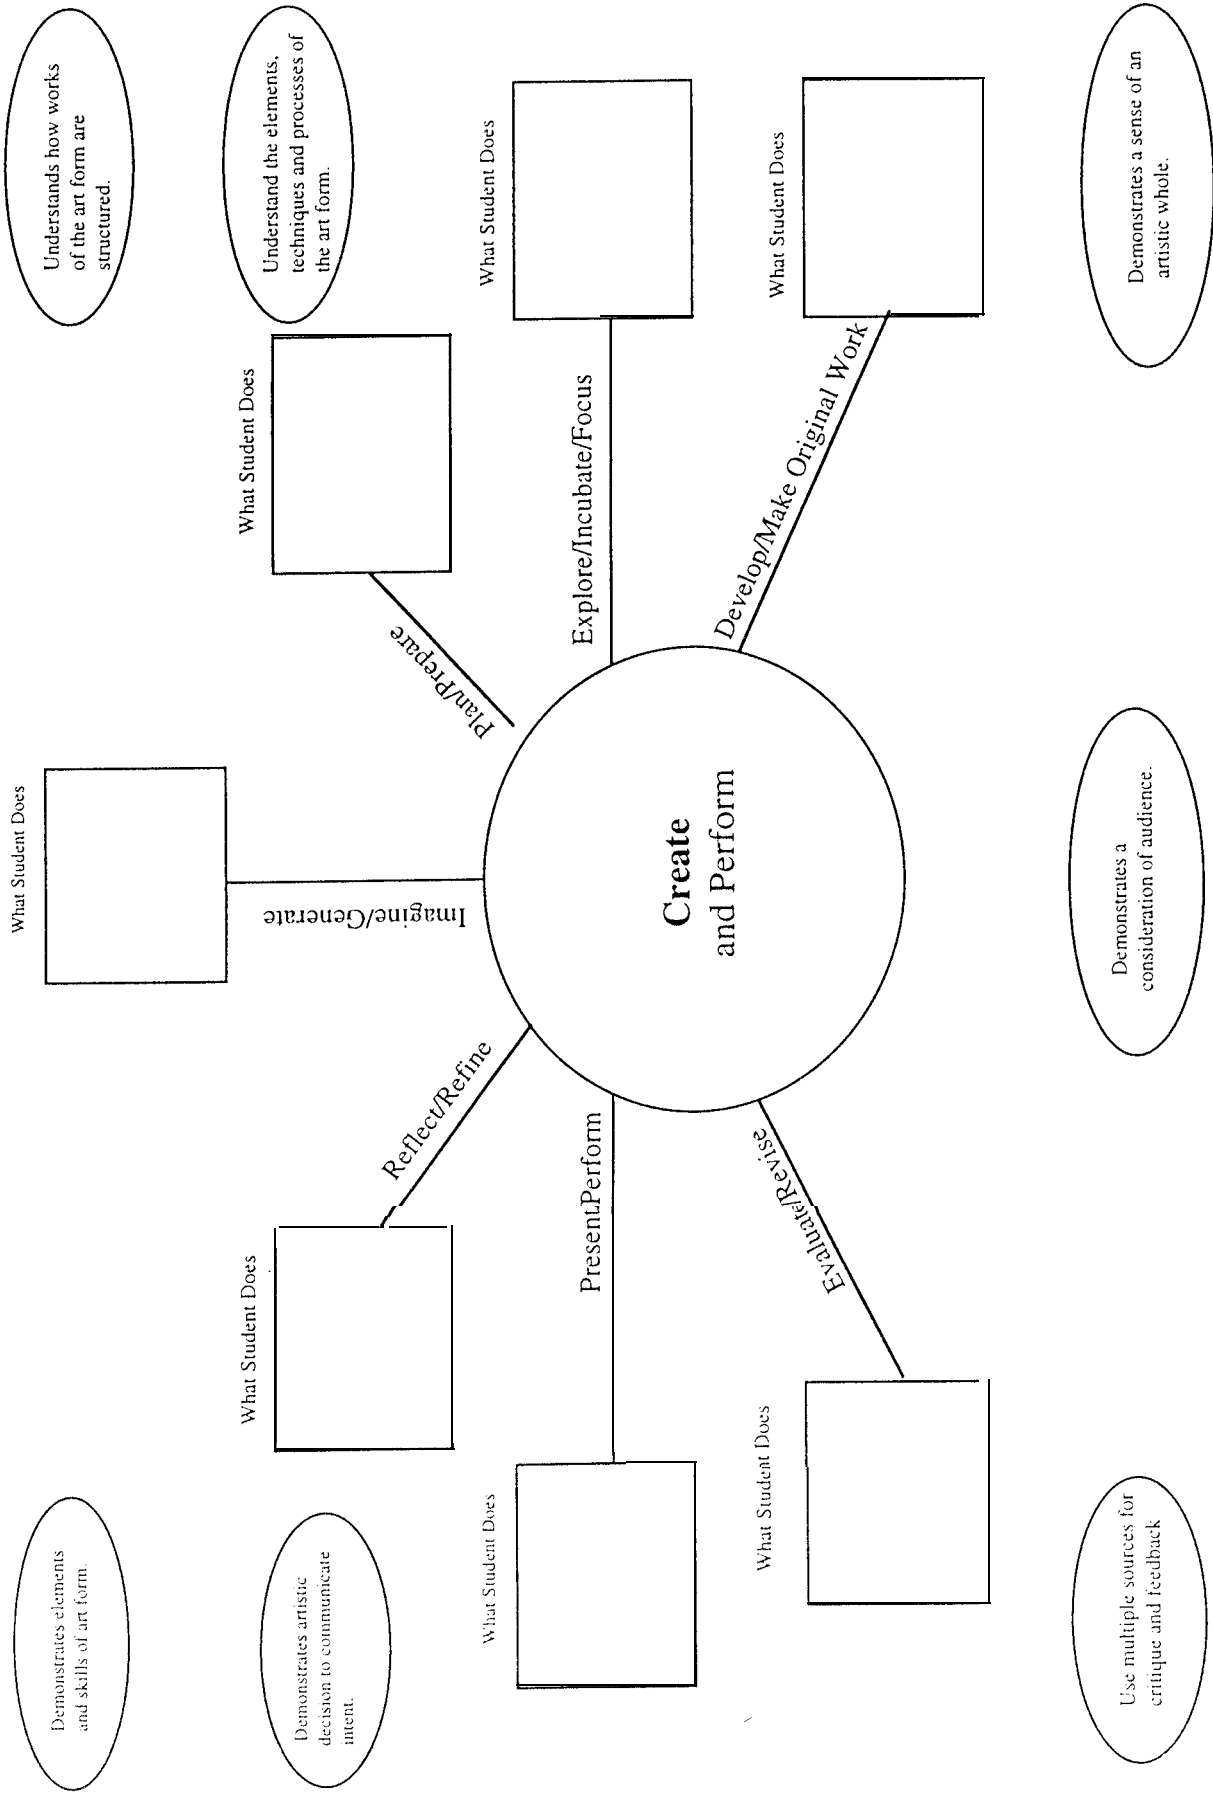 Demonstrates elements
and skills of art form.
What Student Does
Understands how works
of the art form are
structured.
Demonstrates artistic
decision to communicate
intent.
What Student Does
Reflect/Refine
Imagine/Generate
Plan/Prepare
What Student Does
Understand the elements,
techniques and processes of
the art form.
What Student Does
Present.Perform
Explore/Incubate/Focus
What Student Does
Create
and Perform
What Student Does
Evaluate/Revise
Develop/Make Original Work
What Student Does
Use multiple sources for
critique and feedback
Demonstrates a
consideration of audience.
Demonstrates a sense of an
artistic whole.